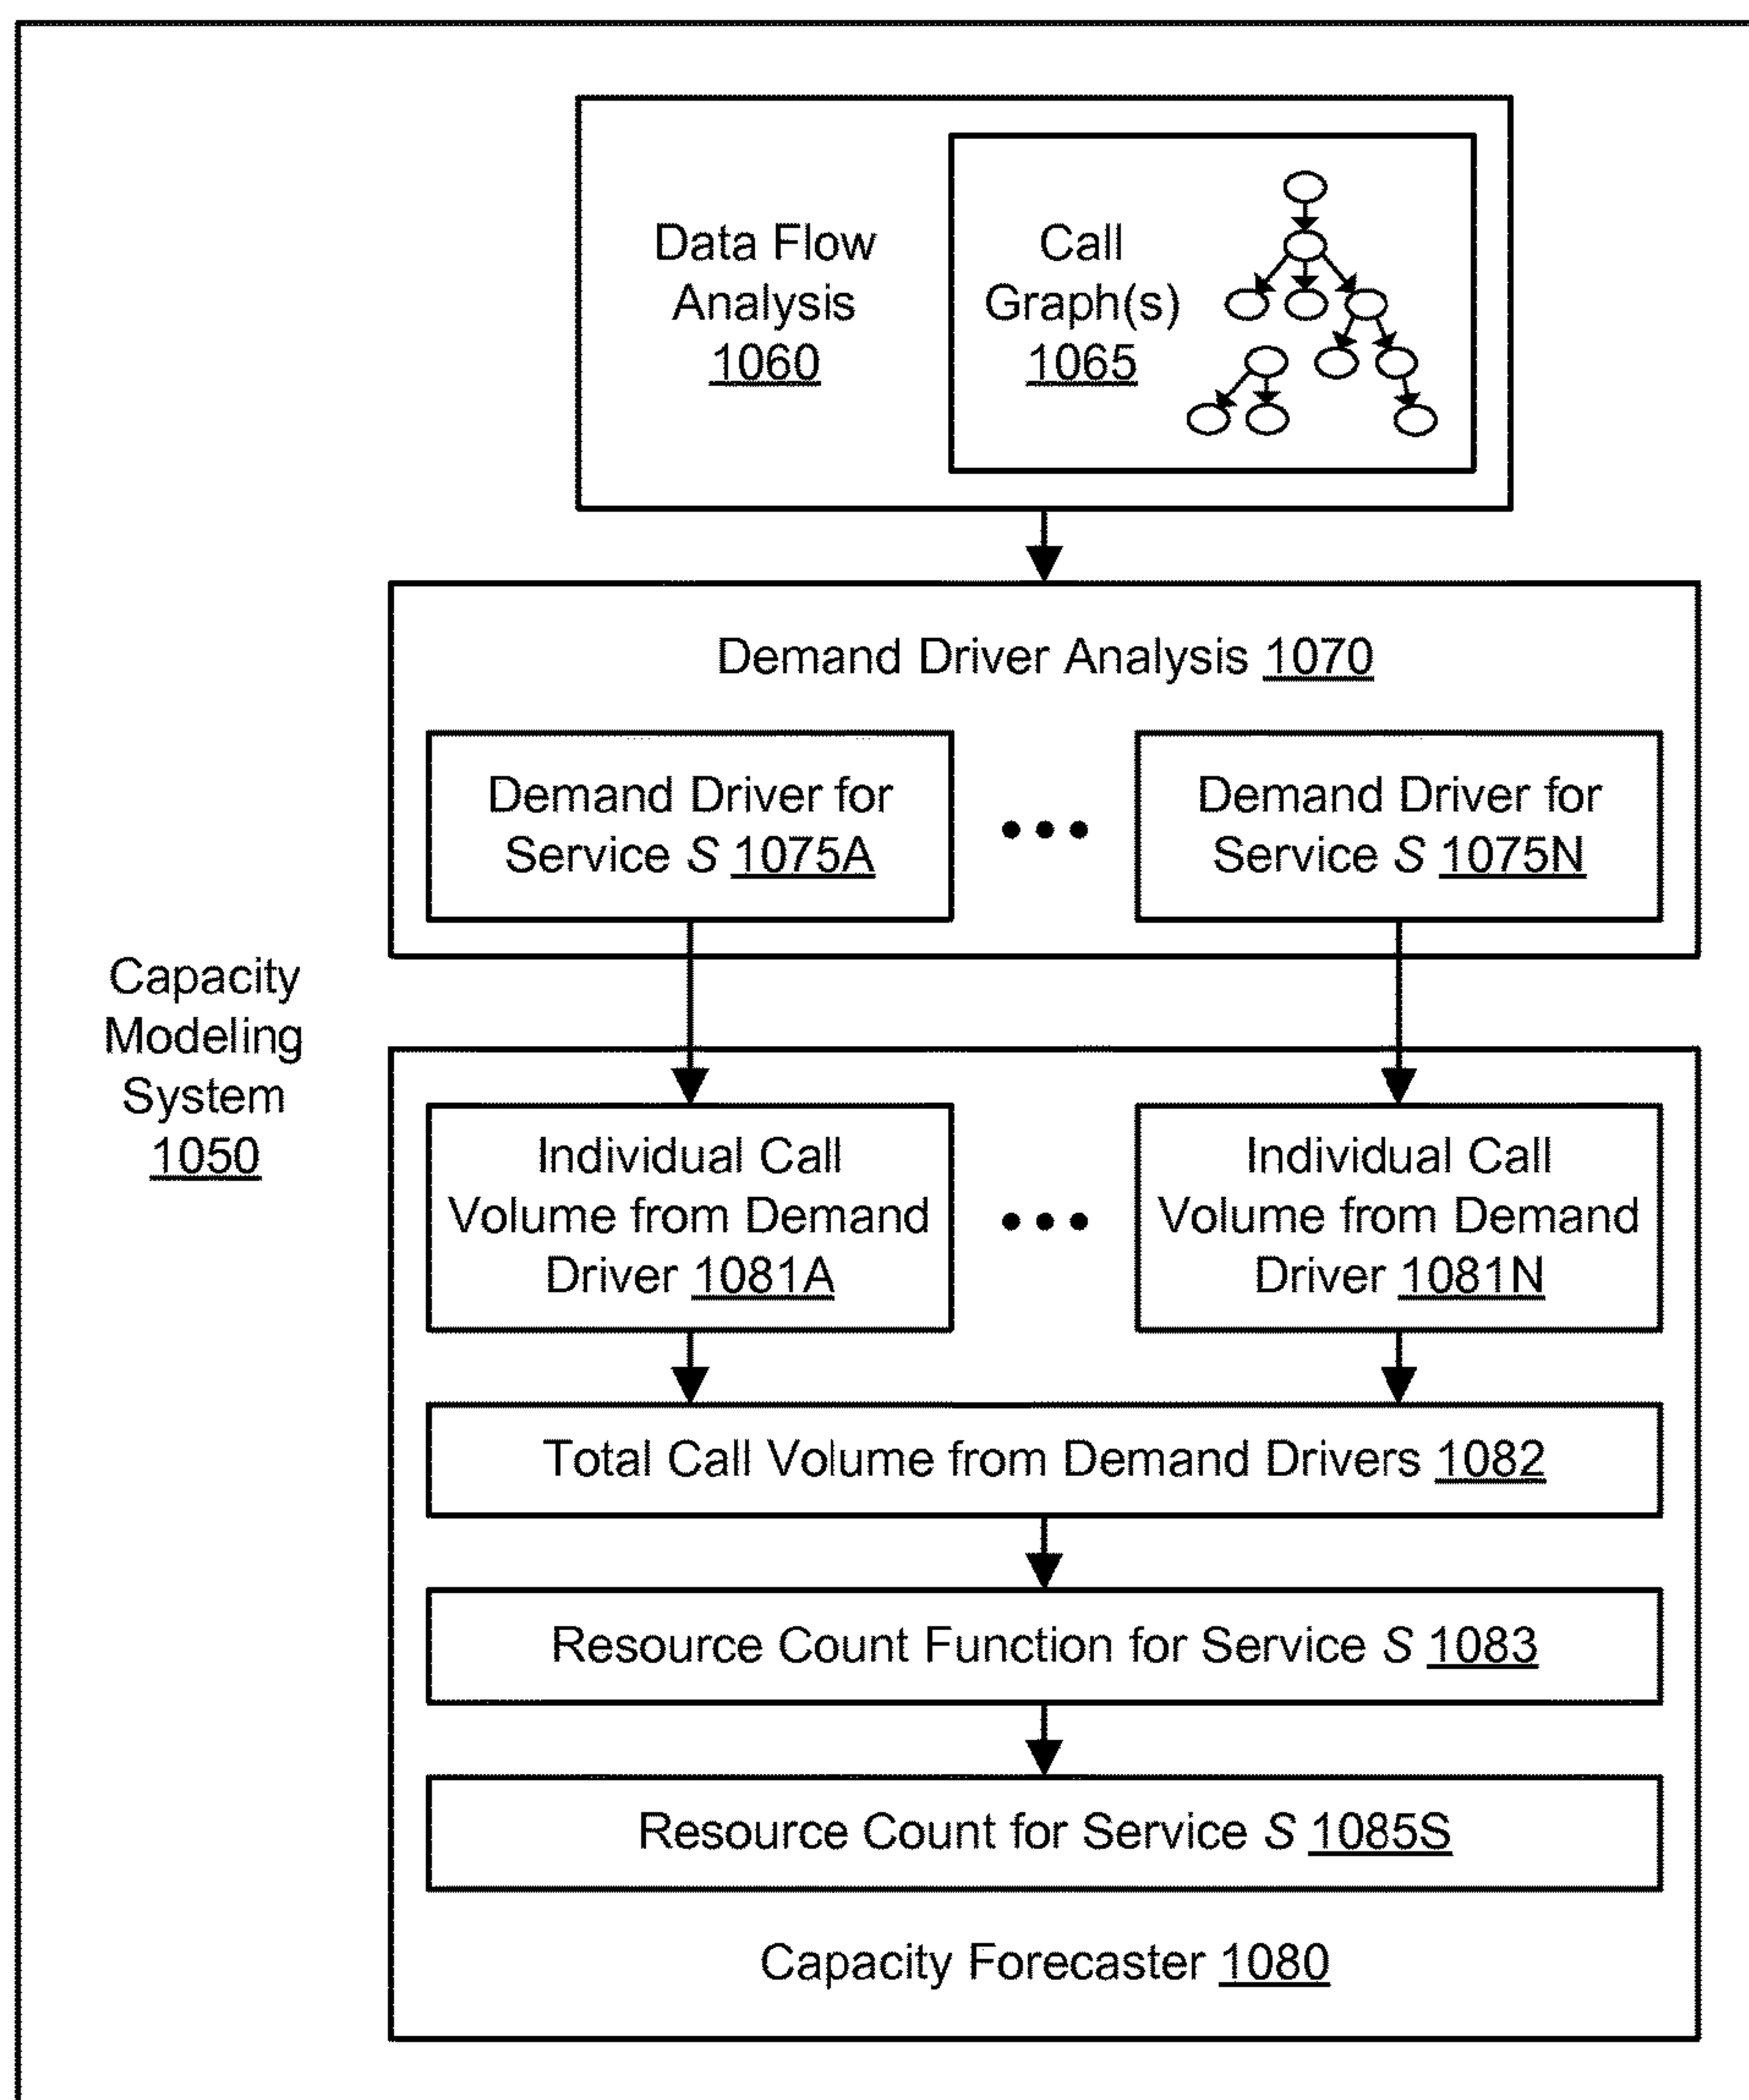 Data Flow
Analysis
1060
Call
Graph(s)
1065
Demand Driver Analysis 1070
Demand Driver for
Service S 1075A
Demand Driver for
Service S 1075N
Capacity
Modeling
System
1050
Individual Call
Volume from Demand
Driver 1081A
Individual Call
Volume from Demand
Driver 1081N
Total Call Volume from Demand Drivers 1082
Resource Count Function for Service S 1083
Resource Count for Service S 1085S
Capacity Forecaster 1080